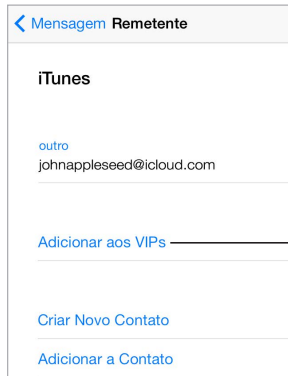 Mensagem Remetente
iTunes
outro
johnappleseed@icloud.com
Adicionar aos VIPs
Criar Novo Contato
Adicionar a Contato